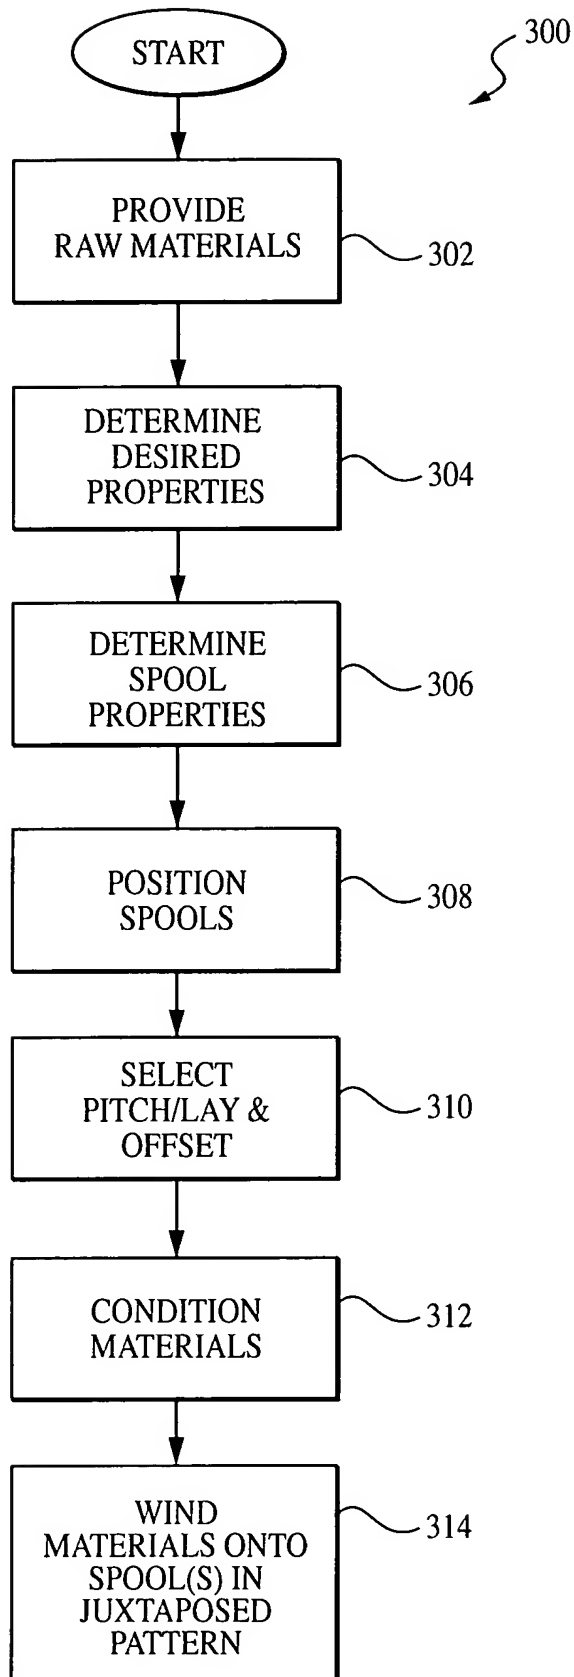 START
300
PROVIDE
RAW MATERIALS
302
DETERMINE
DESIRED
PROPERTIES
304
DETERMINE
SPOOL
PROPERTIES
306
POSITION
SPOOLS
308
SELECT
PITCH/LAY &
OFFSET
310
CONDITION
MATERIALS
312
WIND
MATERIALS ONTO
SPOOL(S) IN
JUXTAPOSED
PATTERN
314